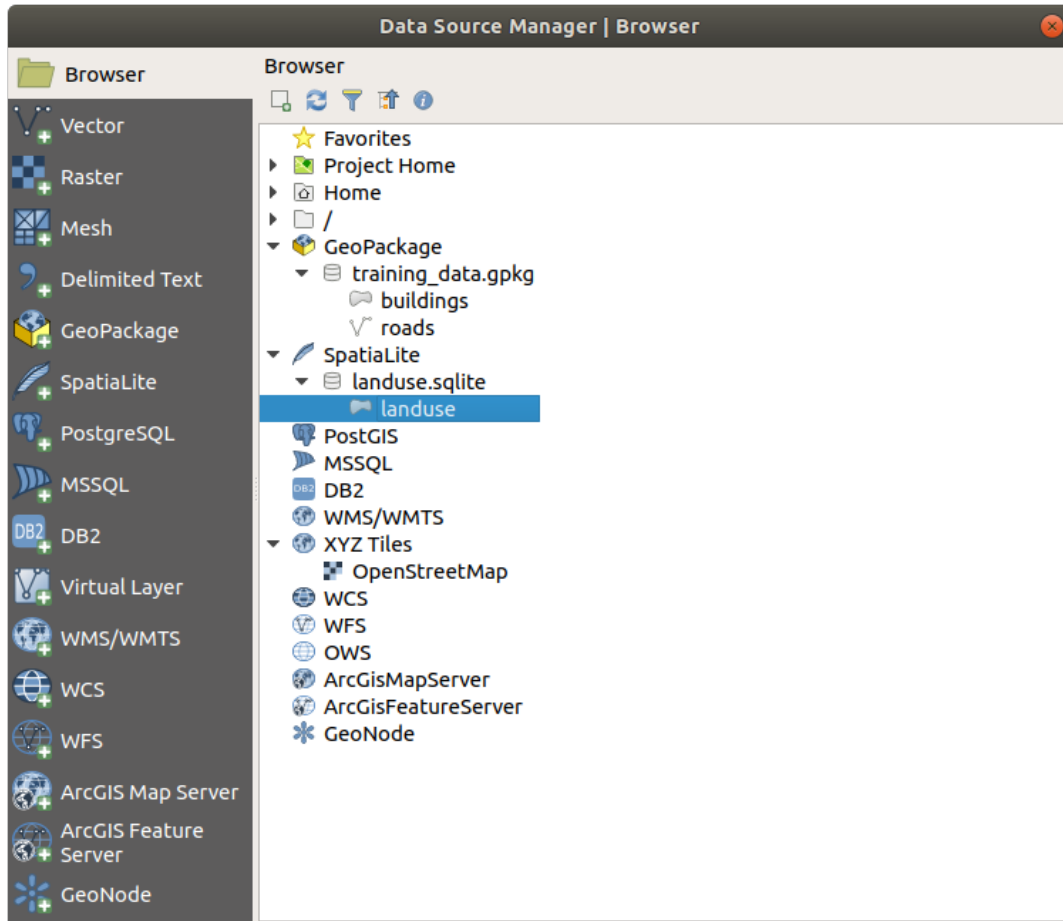 Data Source Manager | Browser
Browser
Vector
Raster
Mesh
Delimited Text
GeoPackage
SpatiaLite
PostgreSQL
MSSQL
DB2
DB2
Virtual Layer
WMS/WMTS
WCS
WFS
ArcGIS Map Server
ArcGIS Feature
Server
GeoNode
Browser
Favorites
Project Home
Home
/
GeoPackage
training_data.gpkg
buildings
roads
SpatiaLite
landuse.sqlite
landuse
PostGIS
MSSQL
DB2 DB2
WMS/WMTS
XYZ Tiles
OpenStreetMap
WCS
WFS
OWS
ArcGisMapServer
ArcGisFeatureServer
GeoNode